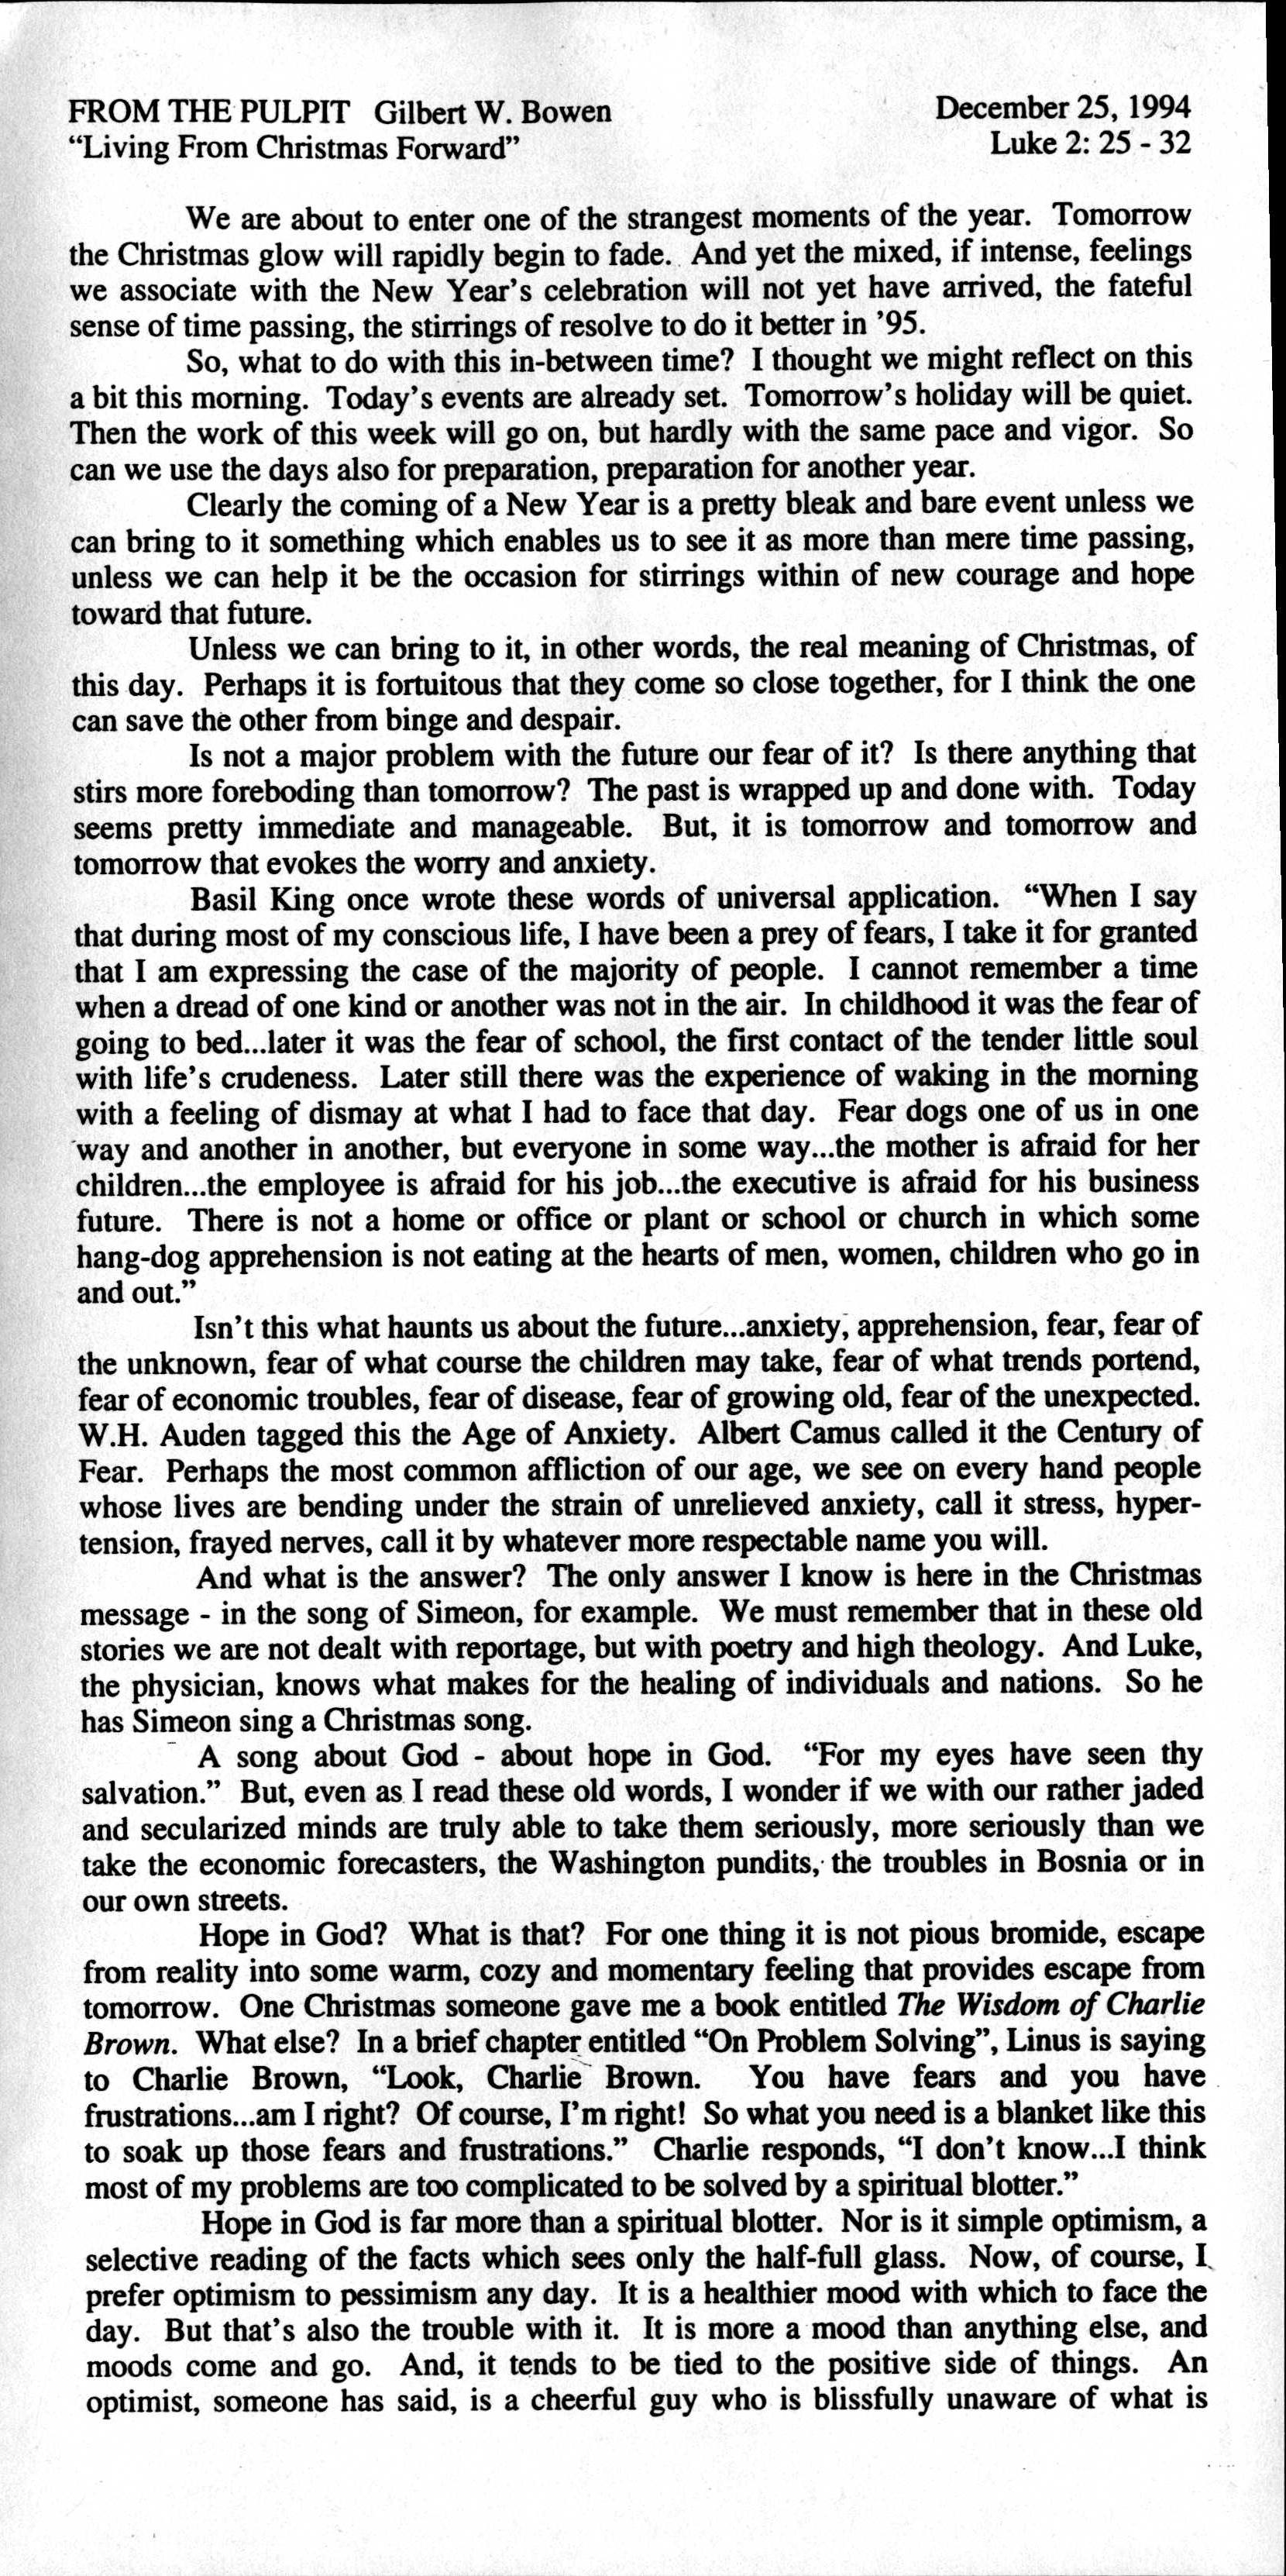 FROM THE PULPIT Gilbert W. Bowen December 25, 1994
“Living From Christmas Forward” Luke 2: 25 - 32
We are about to enter one of the strangest moments of the year. Tomorrow
the Christmas glow will rapidly begin to fade. And yet the mixed, if intense, feelings
we associate with the New Year’s celebration will not yet have arrived, the fateful
sense of time passing, the stirrings of resolve to do it better in ’95.
So, what to do with this in-between time? I thought we might reflect on this
a bit this morning. Today’s events are already set. Tomorrow’s holiday will be quiet.
Then the work of this week will go on, but hardly with the same pace and vigor. So
can we use the days also for preparation, preparation for another year.
Clearly the coming of a New Year is a pretty bleak and bare event unless we
can bring to it something which enables us to see it as more than mere time passing,
unless we can help it be the occasion for stirrings within of new courage and hope
toward that future.
Unless we can bring to it, in other words, the real meaning of Christmas, of
this day. Perhaps it is fortuitous that they come so close together, for I think the one
can save the other from binge and despair.
Is not a major problem with the future our fear of it? Is there anything that
stirs more foreboding than tomorrow? The past is wrapped up and done with. Today
seems pretty immediate and manageable. But, it is tomorrow and tomorrow and
tomorrow that evokes the worry and anxiety.
Basil King once wrote these words of universal application. “When I say
that during most of my conscious life, I have been a prey of fears, I take it for granted
that I am expressing the case of the majority of people. I cannot remember a time
when a dread of one kind or another was not in the air. In childhood it was the fear of
going to bed...later it was the fear of school, the first contact of the tender little soul
with life’s crudeness. Later still there was the experience of waking in the morning
with a feeling of dismay at what I had to face that day. Fear dogs one of us in one
way and another in another, but everyone in some way...the mother is afraid for her
children...the employee is afraid for his job...the executive is afraid for his business
future. There is not a home or office or plant or school or church in which some
hang-dog apprehension is not eating at the hearts of men, women, children who go in
and out.”
Isn’t this what haunts us about the future...anxiety, apprehension, fear, fear of
the unknown, fear of what course the children may take, fear of what trends portend,
fear of economic troubles, fear of disease, fear of growing old, fear of the unexpected.
W.H. Auden tagged this the Age of Anxiety. Albert Camus called it the Century of
Fear. Perhaps the most common affliction of our age, we see on every hand people
whose lives are bending under the strain of unrelieved anxiety, call it stress, hyper-
tension, frayed nerves, call it by whatever more respectable name you will.
And what is the answer? The only answer I know is here in the Christmas
message - in the song of Simeon, for example. We must remember that in these old
stories we are not dealt with reportage, but with poetry and high theology. And Luke,
the physician, knows what makes for the healing of individuals and nations. So he
has Simeon sing a Christmas song.
A song about God - about hope in God. “For my eyes have seen thy
salvation.” But, even as I read these old words, I wonder if we with our rather jaded
and secularized minds are truly able to take them seriously, more seriously than we
take the economic forecasters, the Washington pundits, the troubles in Bosnia or in
our own streets.
Hope in God? What is that? For one thing it is not pious bromide, escape
from reality into some warm, cozy and momentary feeling that provides escape from
tomorrow. One Christmas someone gave me a book entitled The Wisdom of Charlie
Brown. What else? In a brief chapter entitled “On Problem Solving”, Linus is saying
to Charlie Brown, “Look, Charlie Brown. You have fears and you have
frustrations...am I right? Of course, I’m right! So what you need is a blanket like this
to soak up those fears and frustrations.” Charlie responds, “I don’t know...I think
most of my problems are too complicated to be solved by a spiritual blotter.”
Hope in God is far more than a spiritual blotter. Nor is it simple optimism, a
selective reading of the facts which sees only the half-full glass. Now, of course, I
prefer optimism to pessimism any day. It is a healthier mood with which to face the
day. But that’s also the trouble with it. It is more a mood than anything else, and
moods come and go. And, it tends to be tied to the positive side of things. An
optimist, someone has said, is a cheerful guy who is blissfully unaware of what is